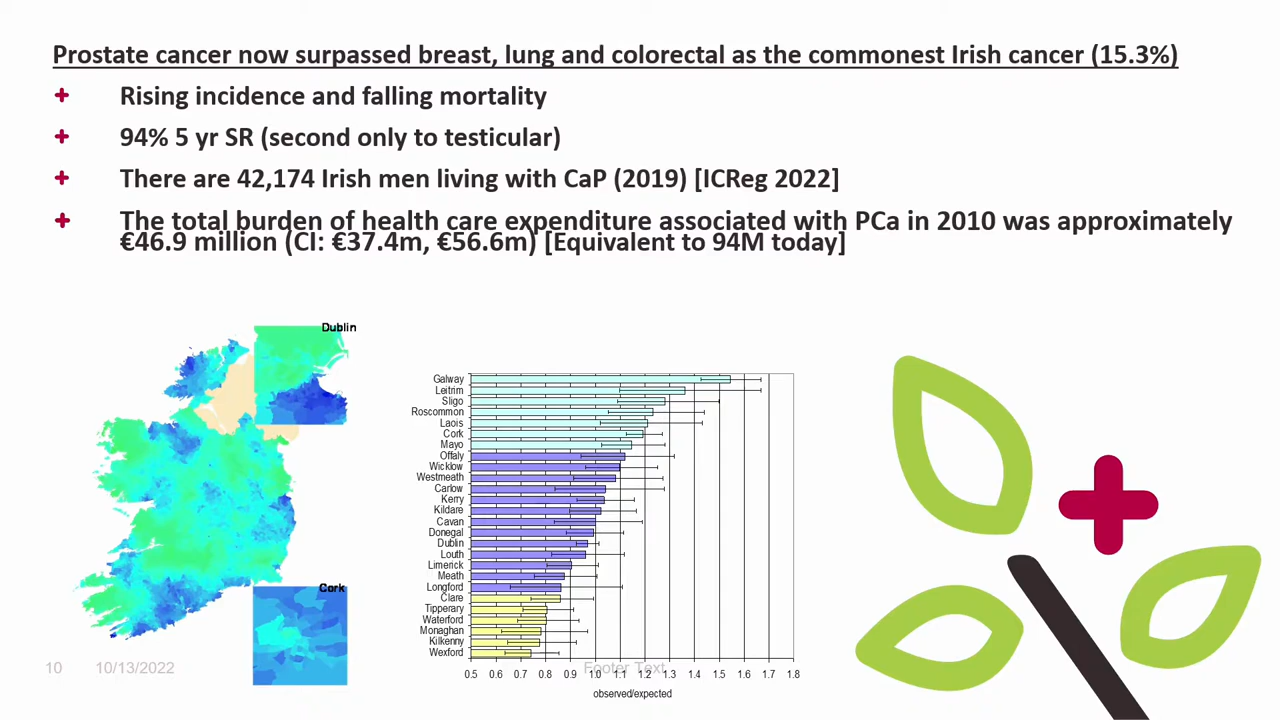 Prostate cancer now surpassed breast, lung and colorectal as the commonest Irish cancer (15.3%)
Rising incidence and falling mortality
94% 5 yr SR (second only to testicular)
There are 42,174 Irish men living with CaP (2019) [ICReg 2022]
The total burden of health care expenditure associated with PCa in 2010 was approximately
€46.9 million (CI: €37.4m, €56.6m) [Equivalent to 94M today]
Dublin
Cork
Galway
Leitrim
Sligo
Roscommon
Laois
Cork
Mayo
Offaly
Wicklow
Westmeath
Carlow
Kerry
Kildare
Cavan
Donegal
Dublin
Louth
Limerick
Meath
Longford
Clare
Tipperary
Waterford
Monaghan
Kilkenny
Wexford
0.5 0.6 0.7 0.8 0.9 1.0 1.1 1.2 1.3 1.4 1.5 1.6 1.7 1.8
observed/expected
10 10/13/2022 Footer Text